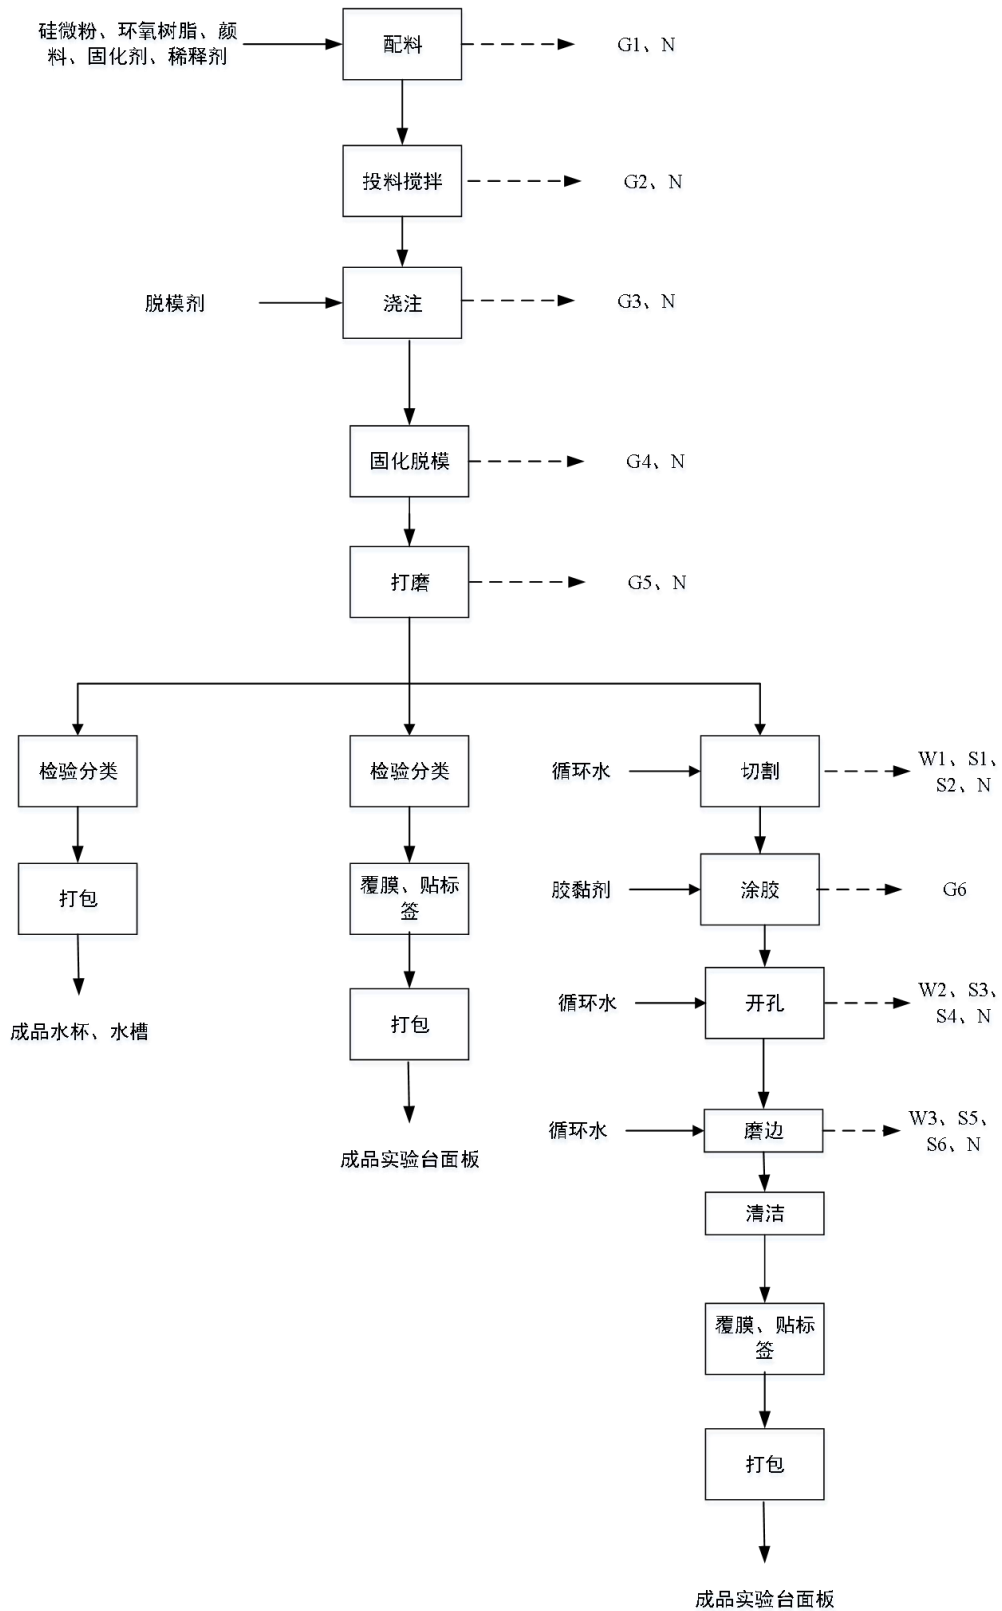 硅微粉、环氧树脂、颜
料、固化剂、稀释剂
配料
G1、N
投料搅拌
G2、N
脱模剂
浇注
G3、N
固化脱模
G4、N
打磨
G5、N
检验分类
打包
成品水杯、水槽
检验分类
覆膜、贴标
签
打包
成品实验台面板
循环水
切割
W1、S1、
S2、N
胶黏剂
涂胶
G6
循环水
开孔
W2、S3、
S4、N
循环水
磨边
W3、S5、
S6、N
清洁
覆膜、贴标
签
打包
成品实验台面板